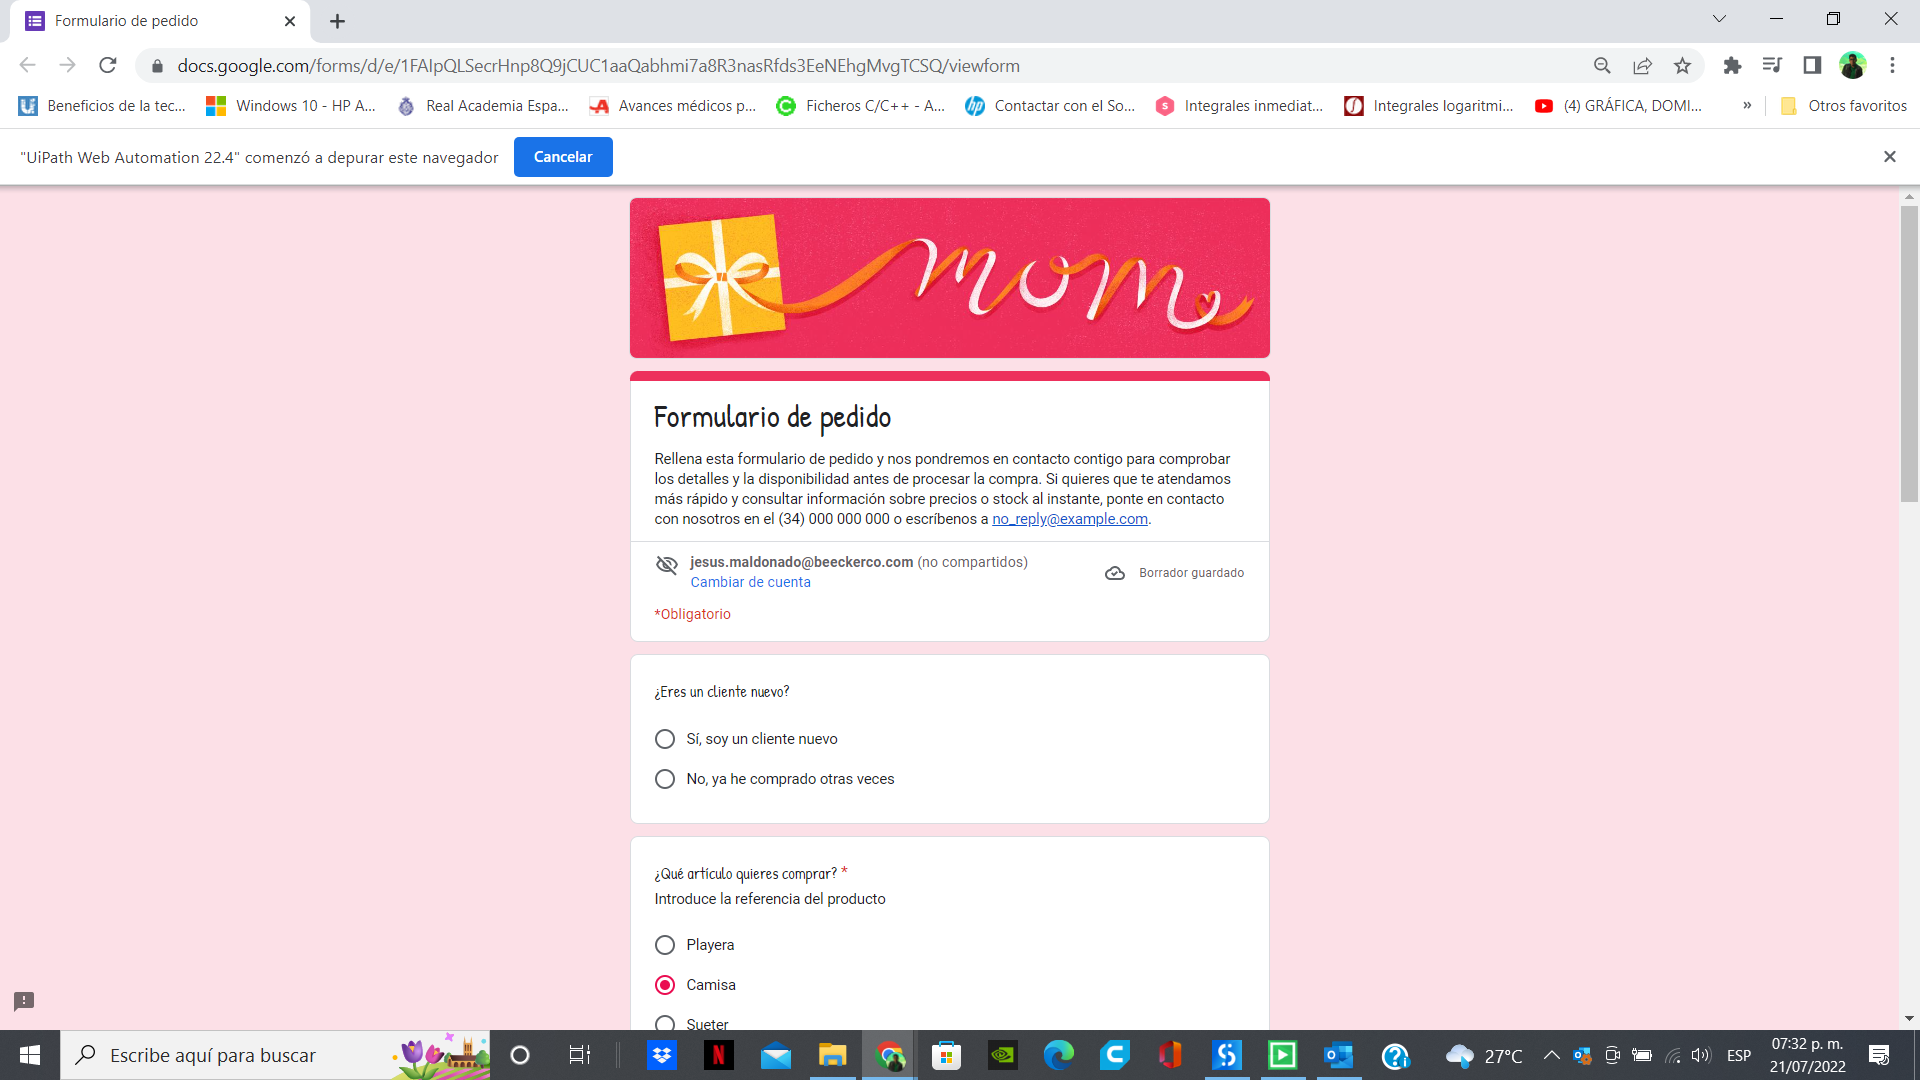 Formulario de pedido
docs.google.com/forms/d/e/1FAIpQLSecrHnp8Q9jCUC1aaQabhmi7a8R3nasRfds3EeNEhgMvgTCSQ/viewform
Beneficios de la tec...
Windows 10 - HP A...
Real Academia Espa...
Avances médicos p...
Ficheros C/C++ - A...
Contactar con el So...
Integrales inmediat...
Integrales logaritmi...
(4) GRÁFICA, DOMI...
»
Otros favoritos
"UiPath Web Automation 22.4" comenzó a depurar este navegador
Cancelar
mom
Formulario de pedido
Rellena esta formulario de pedido y nos pondremos en contacto contigo para comprobar
los detalles y la disponibilidad antes de procesar la compra. Si quieres que te atendamos
más rápido y consultar información sobre precios o stock al instante, ponte en contacto
con nosotros en el (34) 000 000 000 o escríbenos a no_reply@example.com.
jesus.maldonado@beeckerco.com (no compartidos)
Cambiar de cuenta
Borrador guardado
*Obligatorio
¿Eres un cliente nuevo?
Sí, soy un cliente nuevo
No, ya he comprado otras veces
¿Qué artículo quieres comprar? *
Introduce la referencia del producto
Playera
Camisa
Sueter
Escribe aquí para buscar
27°C
ESP
07:32 p. m.
21/07/2022